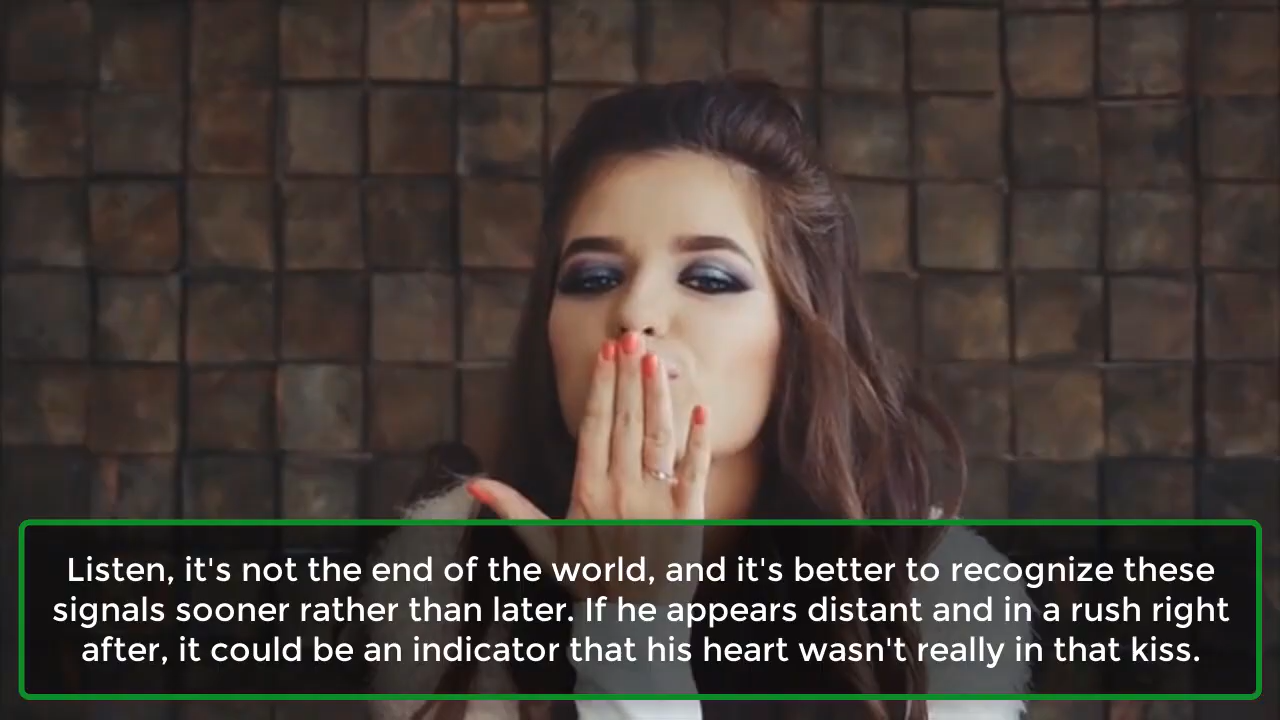 Listen, it's not the end of the world, and it's better to recognize these
signals sooner rather than later. If he appears distant and in a rush right
after, it could be an indicator that his heart wasn't really in that kiss.